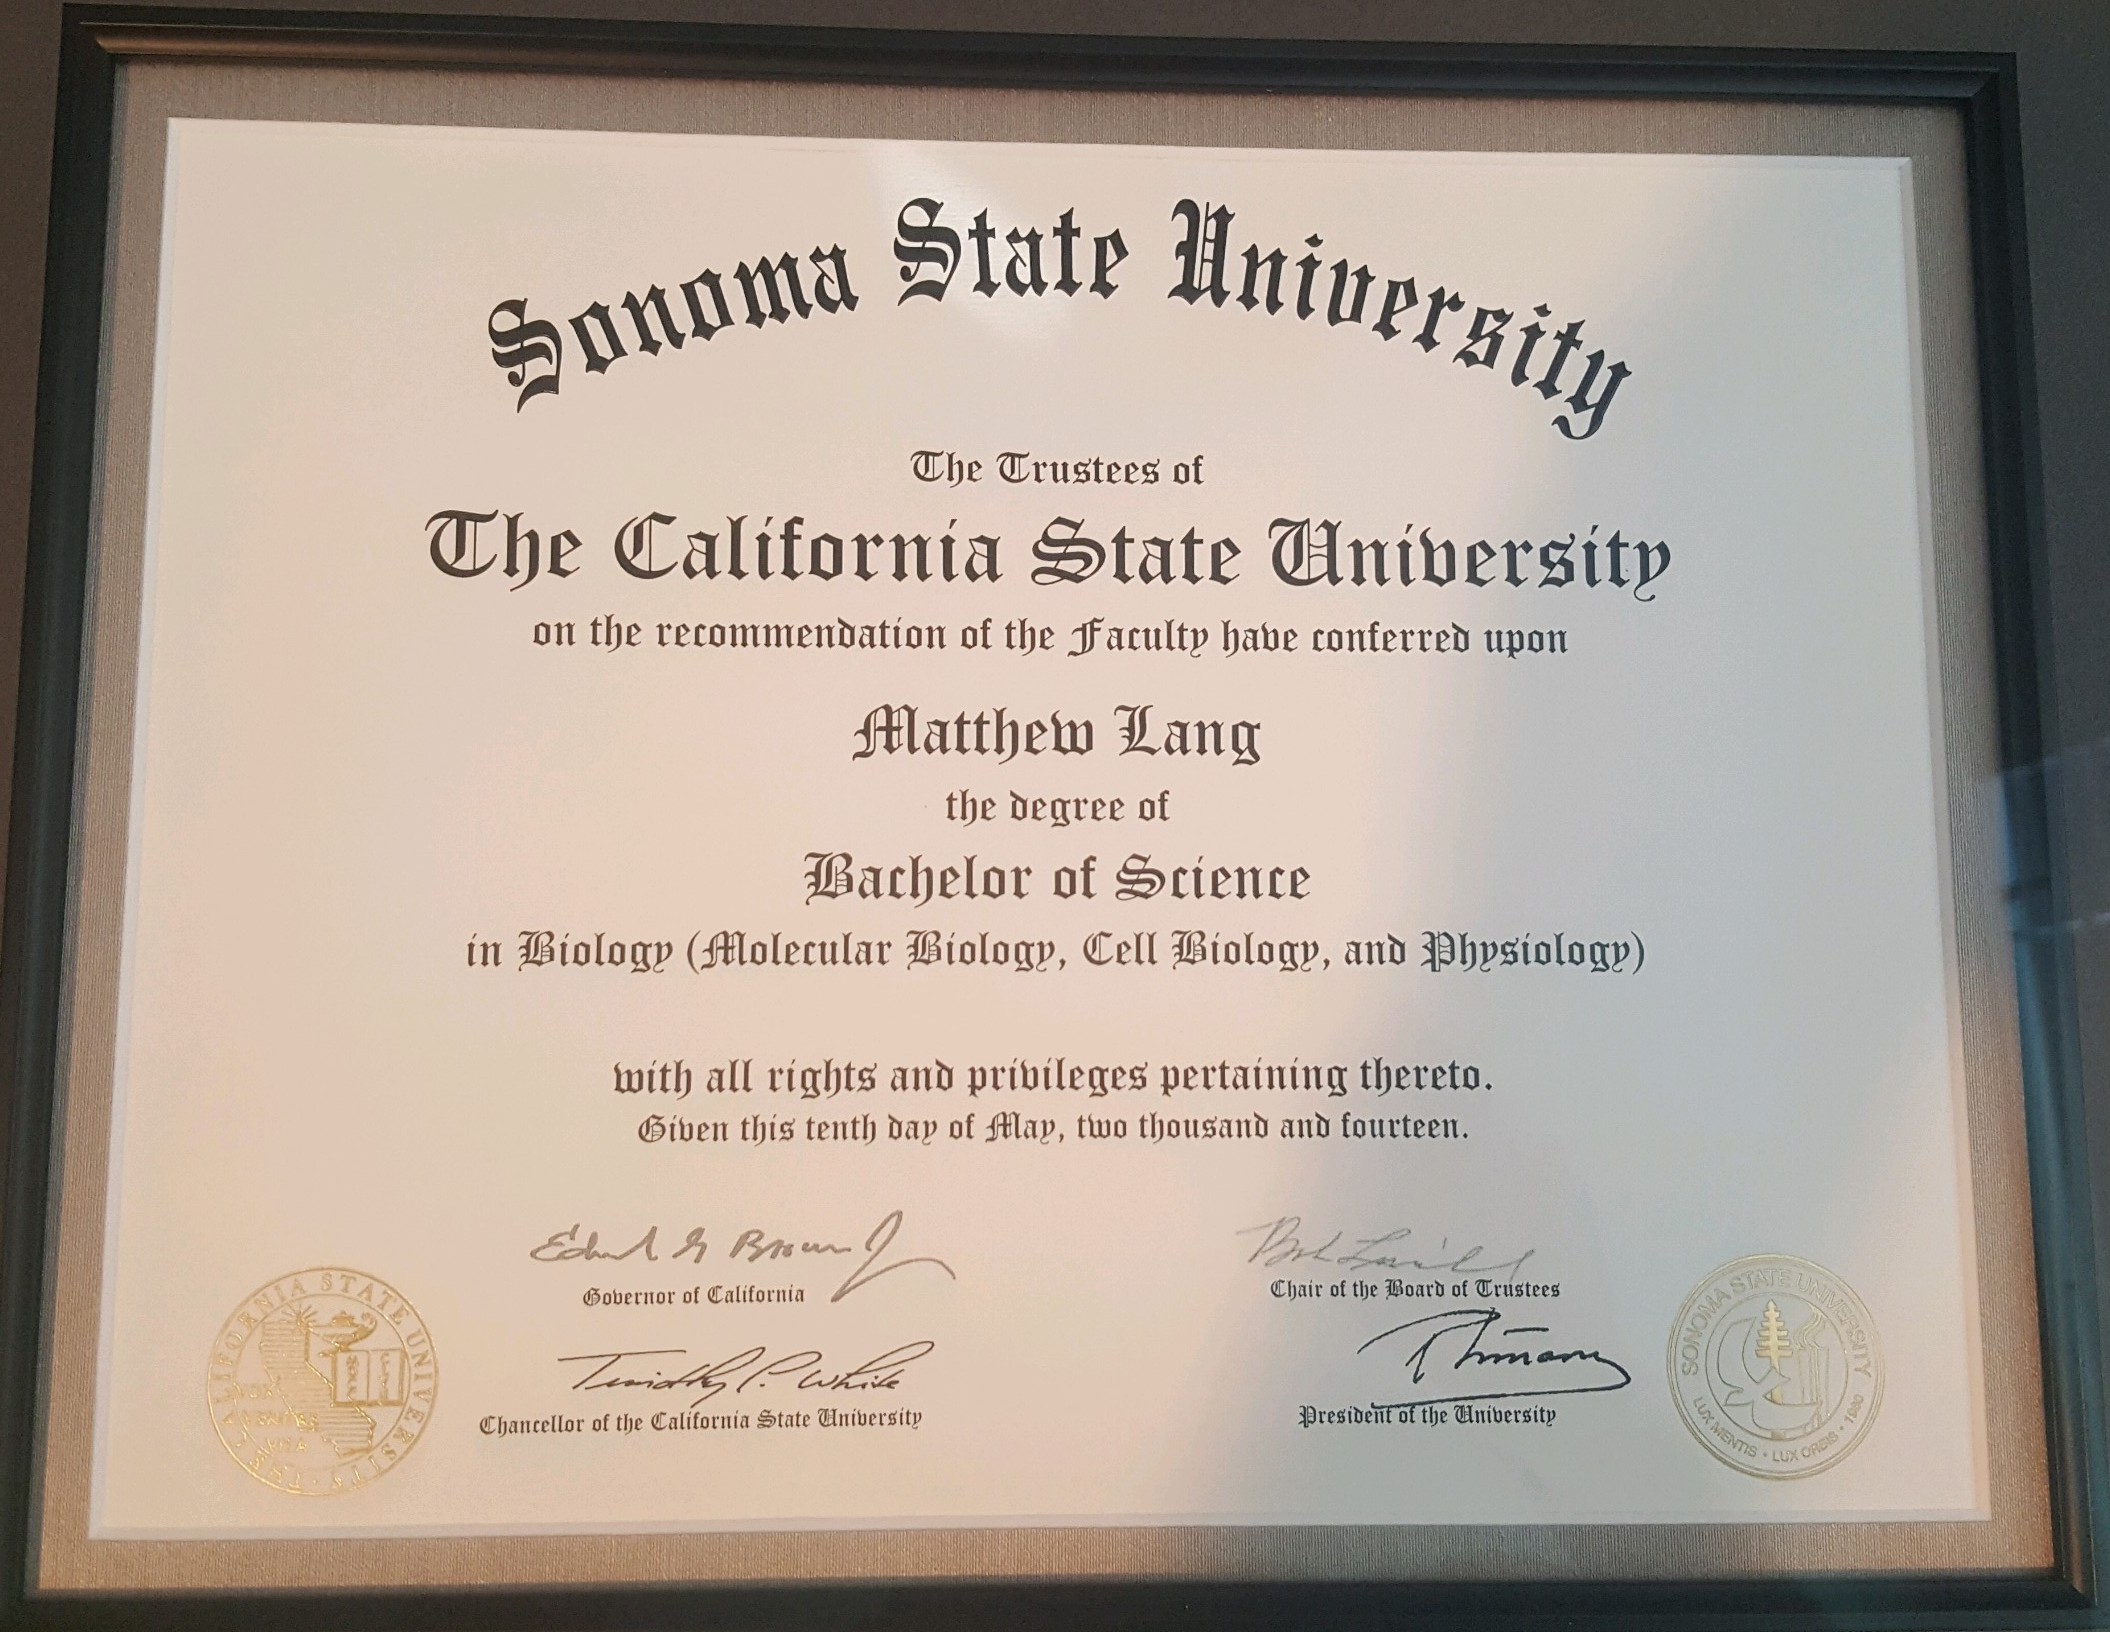 Sonoma State University
The Trustees of
The California State University
on the recommendation of the Faculty have conferred upon
Matthew Lang
the degree of
Bachelor of Science
in Biology (Molecular Biology, Cell Biology, and Physiology)
with all rights and privileges pertaining thereto.
Given this tenth day of May, two thousand and fourteen.
Edmund G Brown Jr
Governor of California
Chair of the Board of Trustees
Timothy P. White
Chancellor of the California State University
President of the University
THE CALIFORNIA STATE UNIVERSITY
VOX
VERITAS
VITA
SONOMA STATE UNIVERSITY
LUX MENTIS • LUX ORBIS • 1960